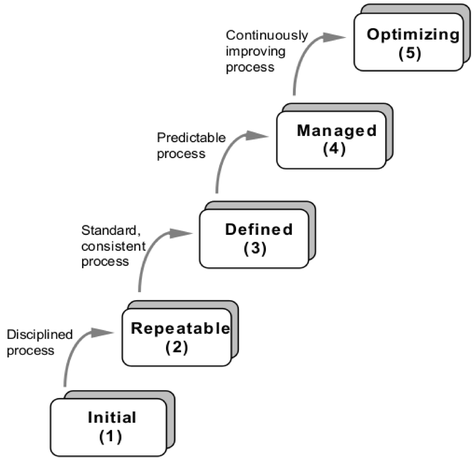 Continuously
improving
process
Optimizing
(5)
Predictable
process
Managed
(4)
Standard,
consistent
process
Defined
(3)
Disciplined
process
Repeatable
(2)
Initial
(1)